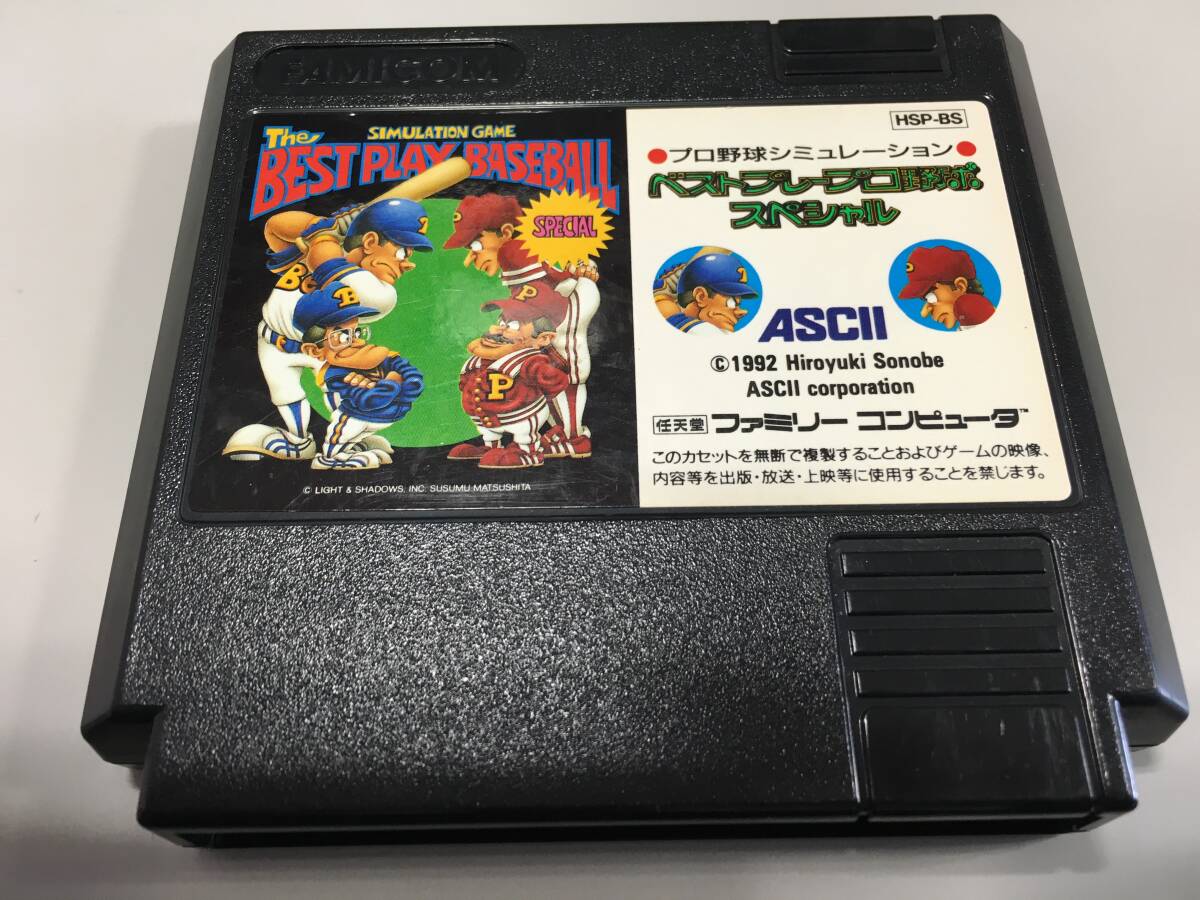 FAMICOM
SIMULATION GAME
The
BEST PLAY BASEBALL
SPECIAL
B
P
P
© LIGHT & SHADOWS, INC. SUSUMU MATSUSHITA
HSP-BS
●プロ野球シミュレーション●
ベストプレープロ野球
スペシャル
ASCII
©1992 Hiroyuki Sonobe
ASCII corporation
任天堂 ファミリー コンピュータ™
このカセットを無断で複製することおよびゲームの映像、
内容等を出版・放送・上映等に使用することを禁じます。